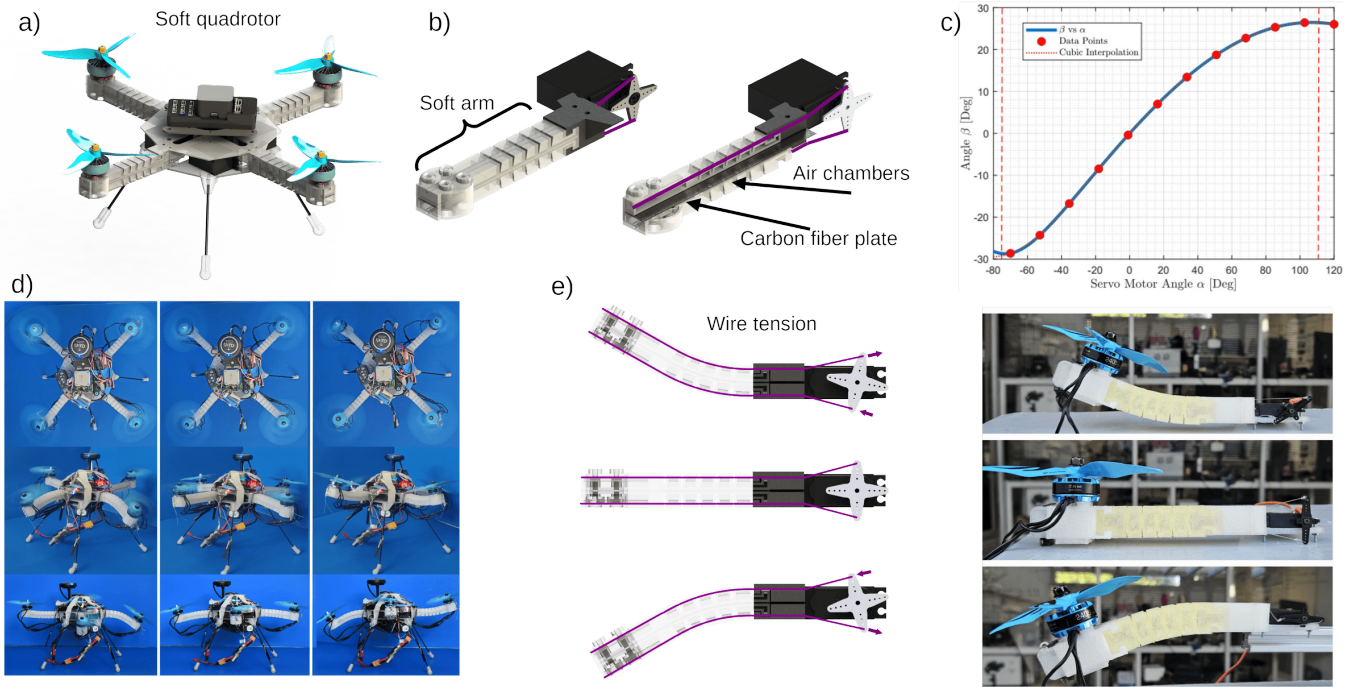 a)
Soft quadrotor
b)
Soft arm
Air chambers
Carbon fiber plate
c)
30
20
10
0
-10
-20
-30
Angle β [Deg]
β vs α
Data Points
Cubic Interpolation
-80
-60
-40
-20
0
20
40
60
80
100
120
Servo Motor Angle α [Deg]
d)
e)
Wire tension